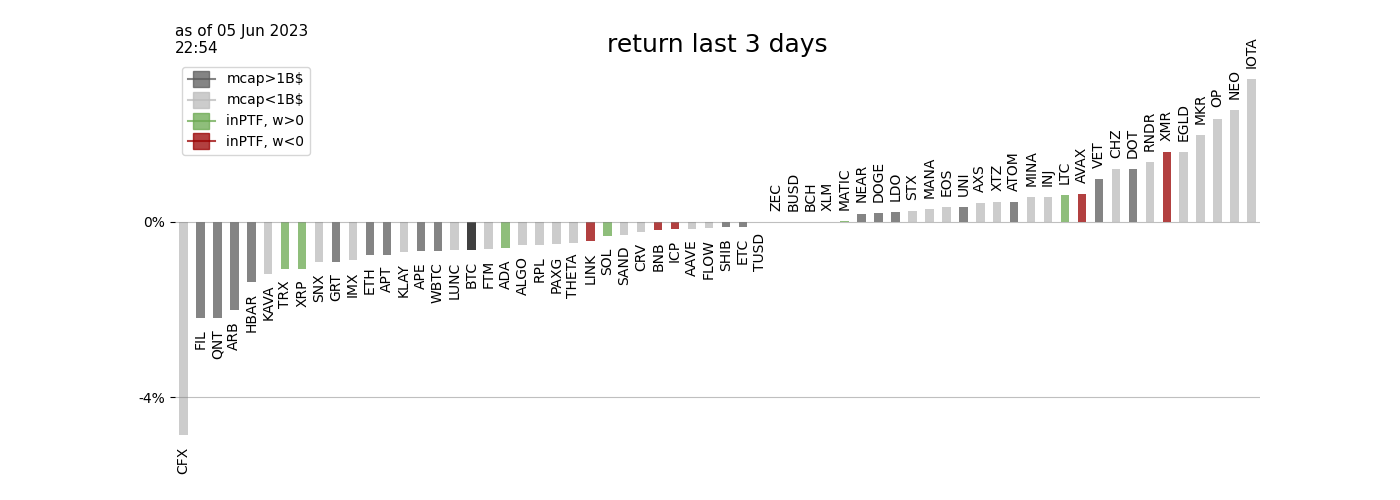 as of 05 Jun 2023
22:54
return last 3 days
mcap>1B$
mcap<1B$
inPTF, w>0
inPTF, w<0
0%
-4%
CFX
FIL
QNT
ARB
HBAR
KAVA
TRX
XRP
SNX
GRT
IMX
ETH
APT
KLAY
APE
WBTC
LUNC
BTC
FTM
ADA
ALGO
RPL
PAXG
THETA
LINK
SOL
SAND
CRV
BNB
ICP
AAVE
FLOW
SHIB
ETC
TUSD
ZEC
BUSD
BCH
XLM
MATIC
NEAR
DOGE
LDO
STX
MANA
EOS
UNI
AXS
XTZ
ATOM
MINA
INJ
LTC
AVAX
VET
CHZ
DOT
RNDR
XMR
EGLD
MKR
OP
NEO
IOTA